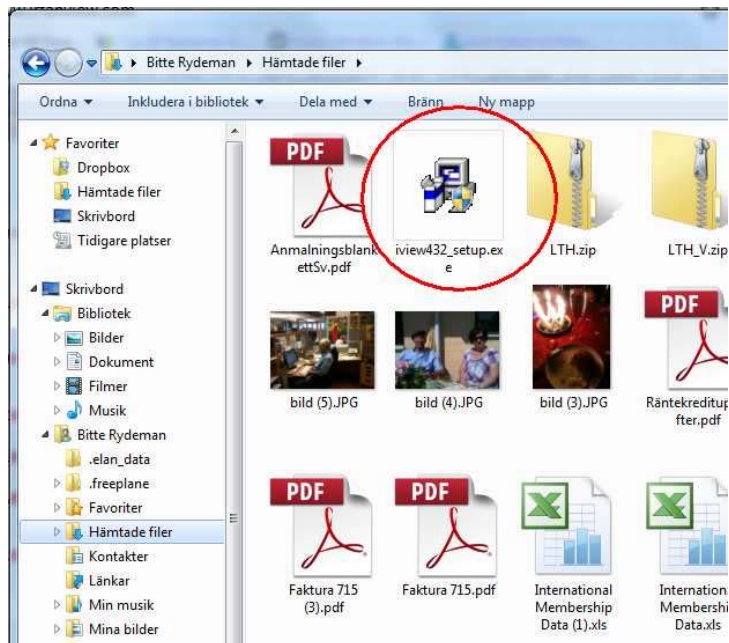 Bitte Rydeman
Hämtade filer
Ordna
Inkludera i bibliotek
Dela med
Bränn
Ny mapp
Favoriter
Dropbox
Hämtade filer
Skrivbord
Tidigare platser
Skrivbord
Bibliotek
Bilder
Dokument
Filmer
Musik
Bitte Rydeman
.elan_data
.freeplane
Favoriter
Hämtade filer
Kontakter
Länkar
Min musik
Mina bilder
PDF
Anmalningsblank
ettSv.pdf
iview432_setup.ex
e
LTH.zip
LTH_V.zip
bild (5).JPG
bild (4).JPG
bild (3).JPG
PDF
Räntekreditup
fter.pdf
PDF
Faktura 715
(3).pdf
PDF
Faktura 715.pdf
International
Membership
Data (1).xls
Internation
Membershi
Data.xls